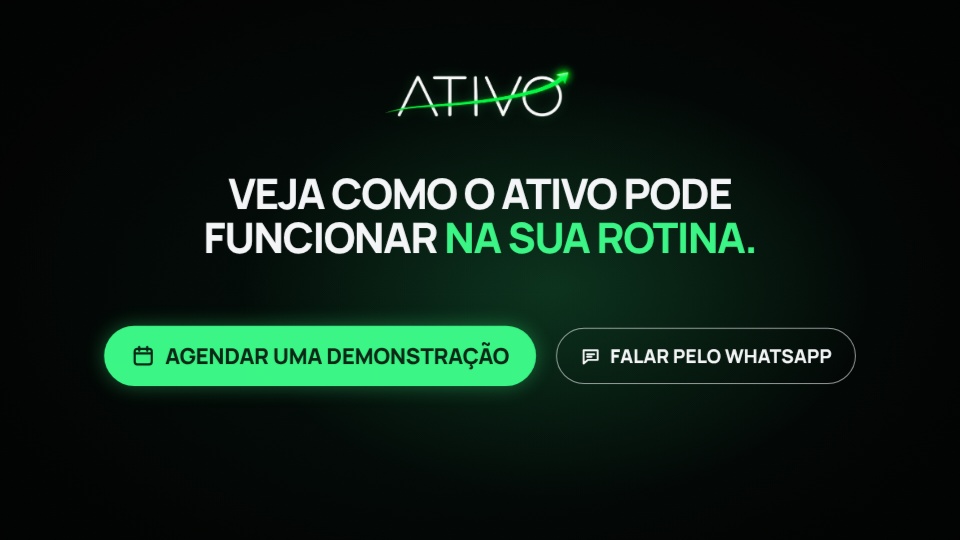 ATIVO
VEJA COMO O ATIVO PODE
FUNCIONAR NA SUA ROTINA.
AGENDAR UMA DEMONSTRAÇÃO
FALAR PELO WHATSAPP